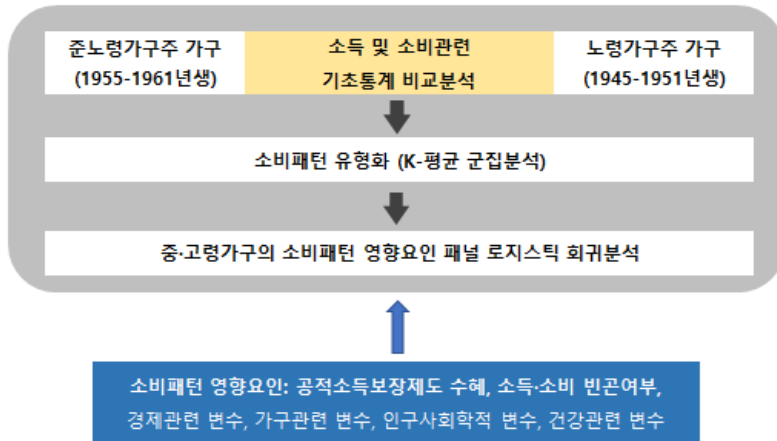 준노령가구주 가구
(1955-1961년생)
소득 및 소비관련
기초통계 비교분석
노령가구주 가구
(1945-1951년생)
소비패턴 유형화 (K-평균 군집분석)
중·고령가구의 소비패턴 영향요인 패널 로지스틱 회귀분석
소비패턴 영향요인: 공적소득보장제도 수혜, 소득·소비 빈곤여부,
경제관련 변수, 가구관련 변수, 인구사회학적 변수, 건강관련 변수